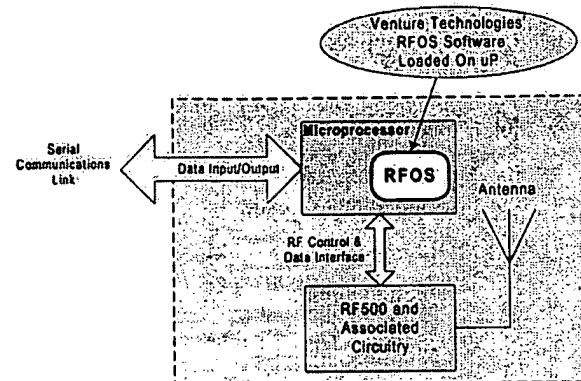 Venture Technologies'
RFOS Software
Loaded On uP
Microprocessor
RFOS
Serial
Communications
Link
Data Input/Output
Antenna
RF Control &
Data Interface
RF500 and
Associated
Circuitry